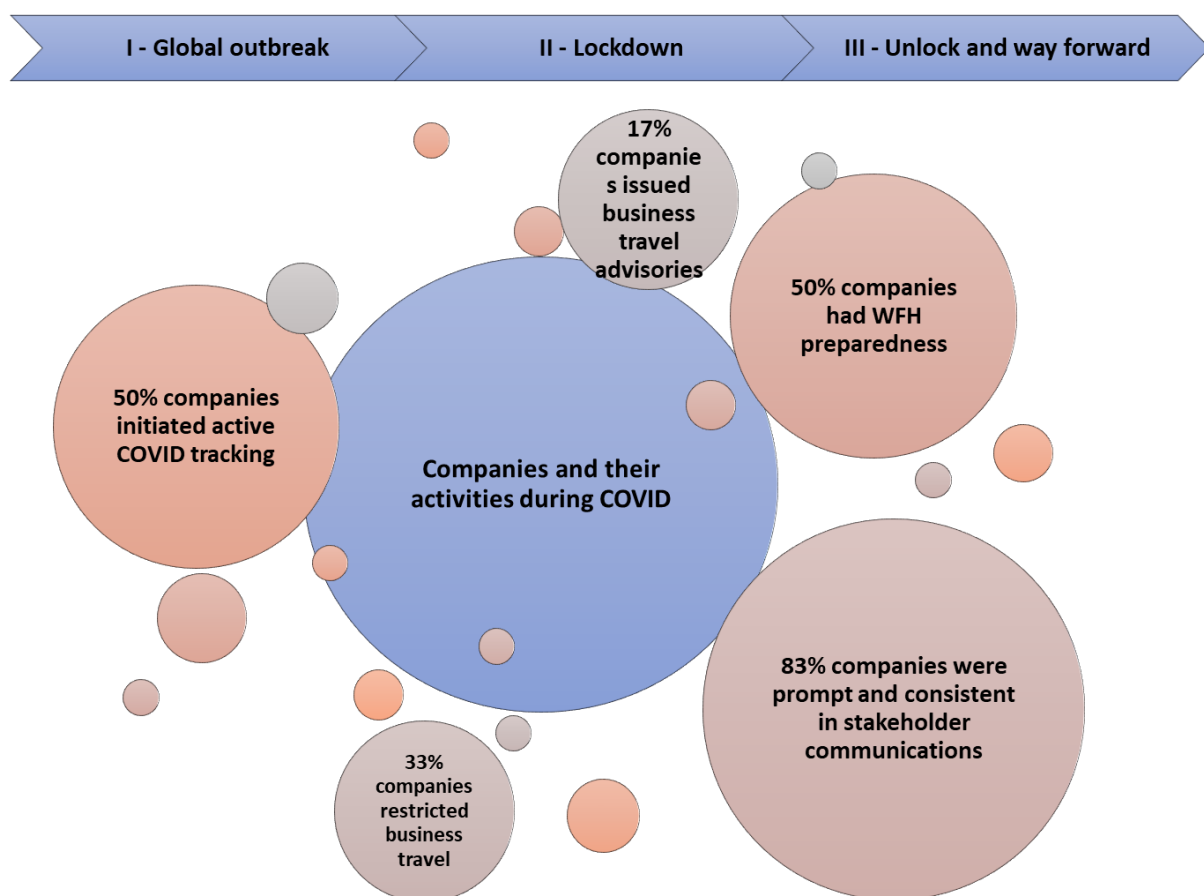 I - Global outbreak
II - Lockdown
III - Unlock and way forward
17%
companie
s issued
business
travel
advisories
50% companies
had WFH
preparedness
50% companies
initiated active
COVID tracking
Companies and their
activities during COVID
83% companies were
prompt and consistent
in stakeholder
communications
33%
companies
restricted
business
travel